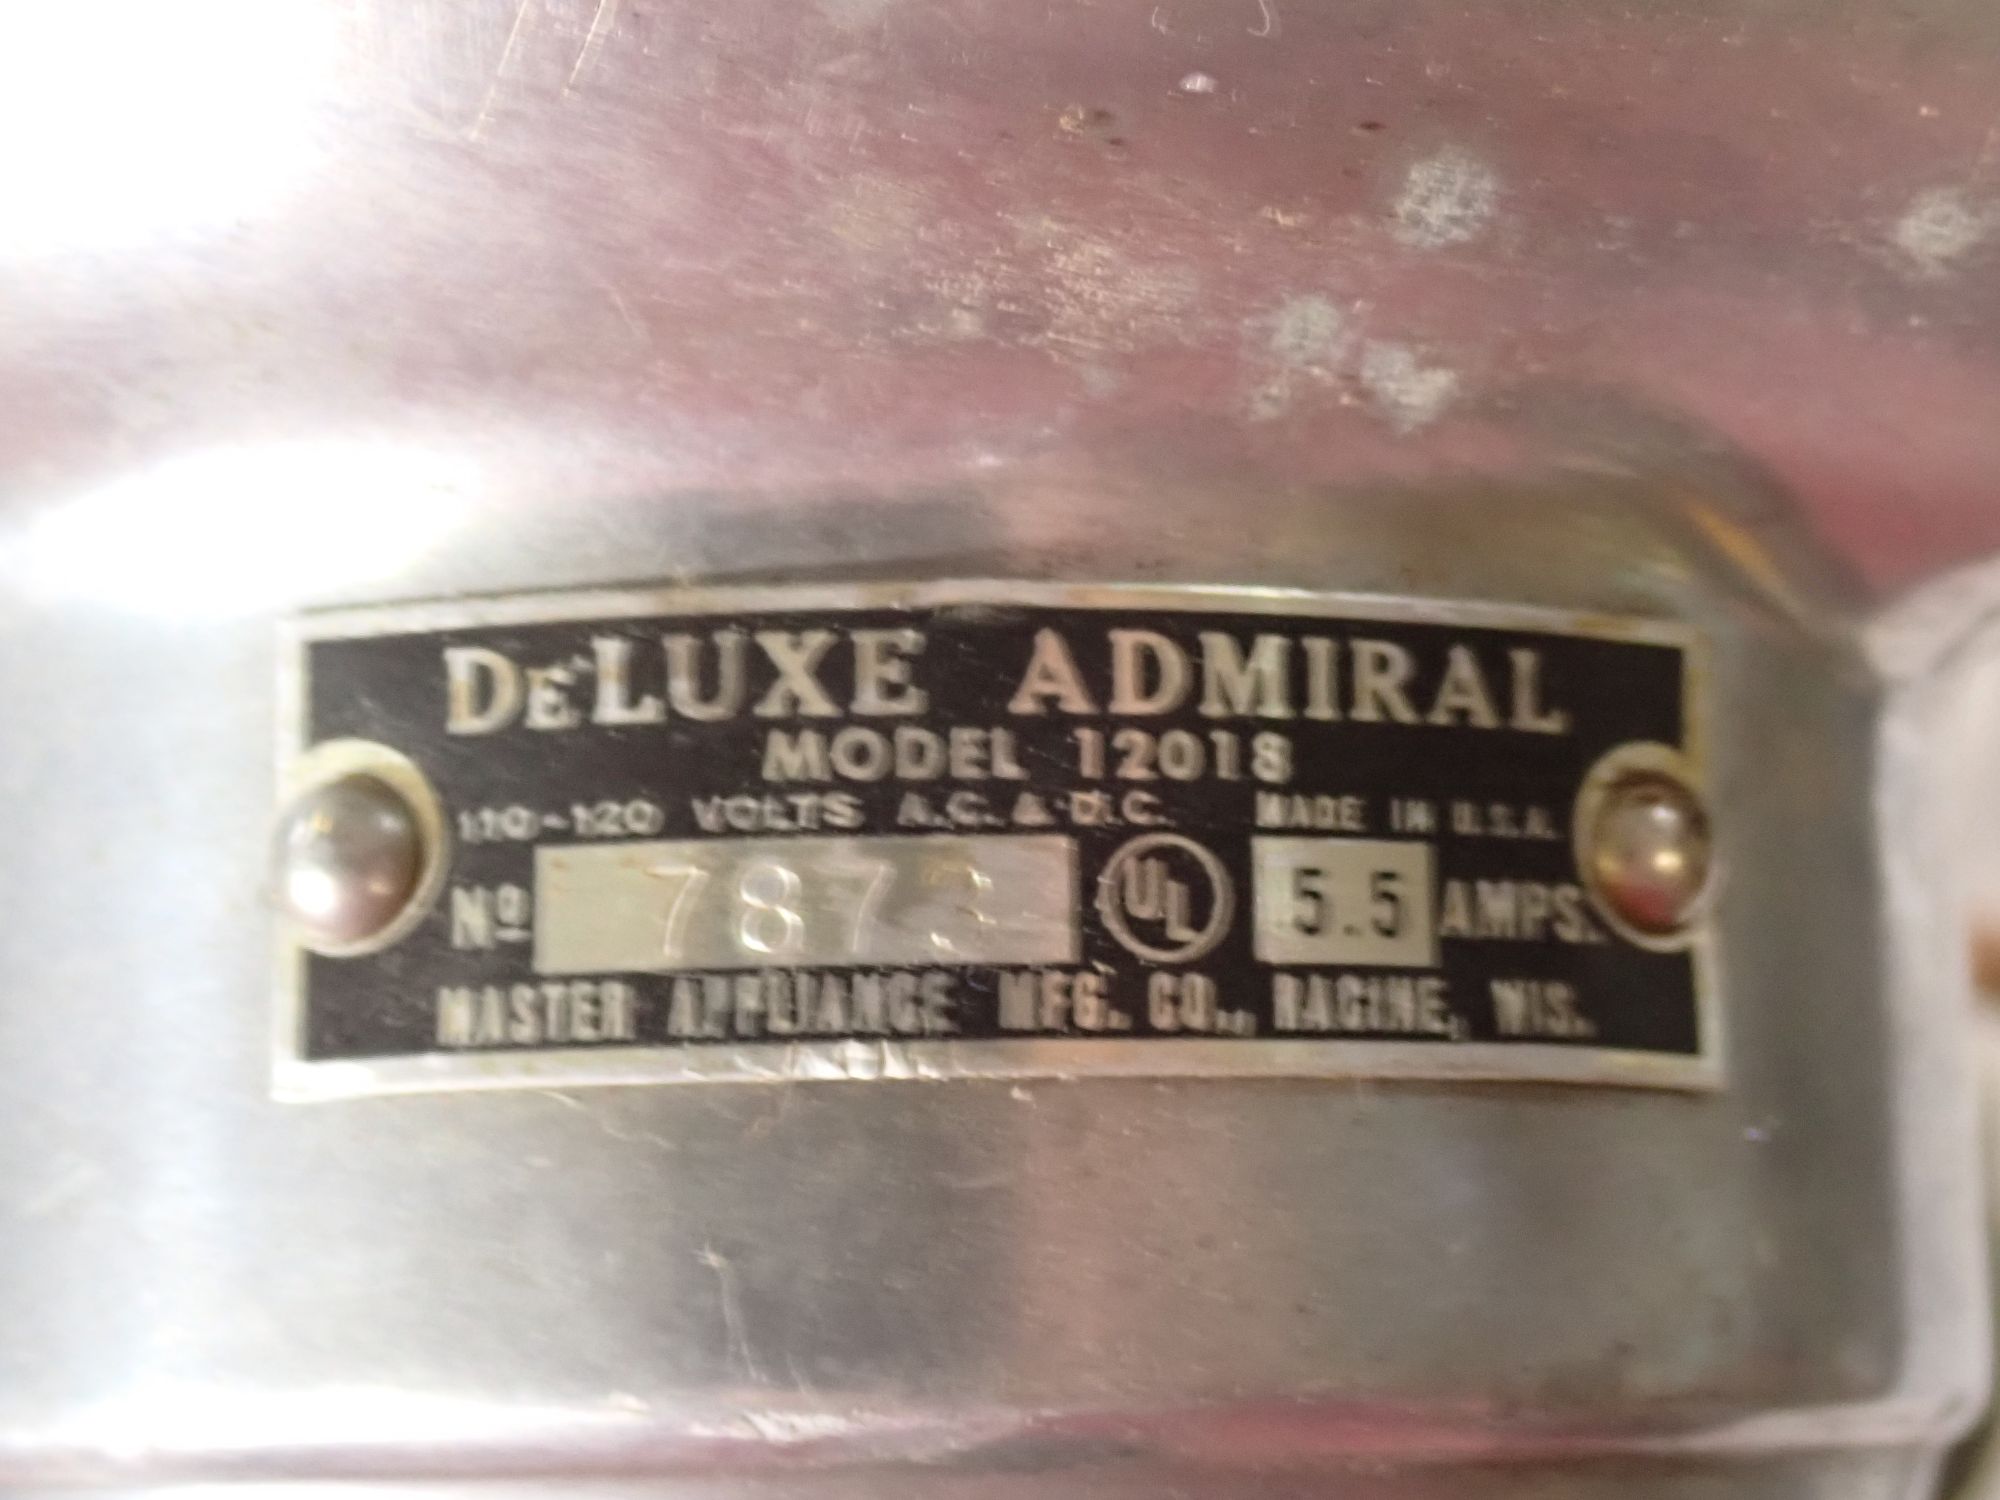 DeLUXE ADMIRAL
MODEL 12018
110-120 VOLTS A.C. & D.C. MADE IN U.S.A.
Nº 7873 UL 5.5 AMPS.
MASTER APPLIANCE MFG. CO., RACINE, WIS.